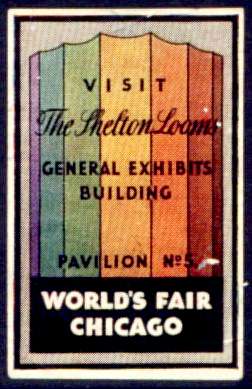 VISIT
The Shelton Looms
GENERAL EXHIBITS
BUILDING
PAVILION Nº 5
WORLD'S FAIR
CHICAGO